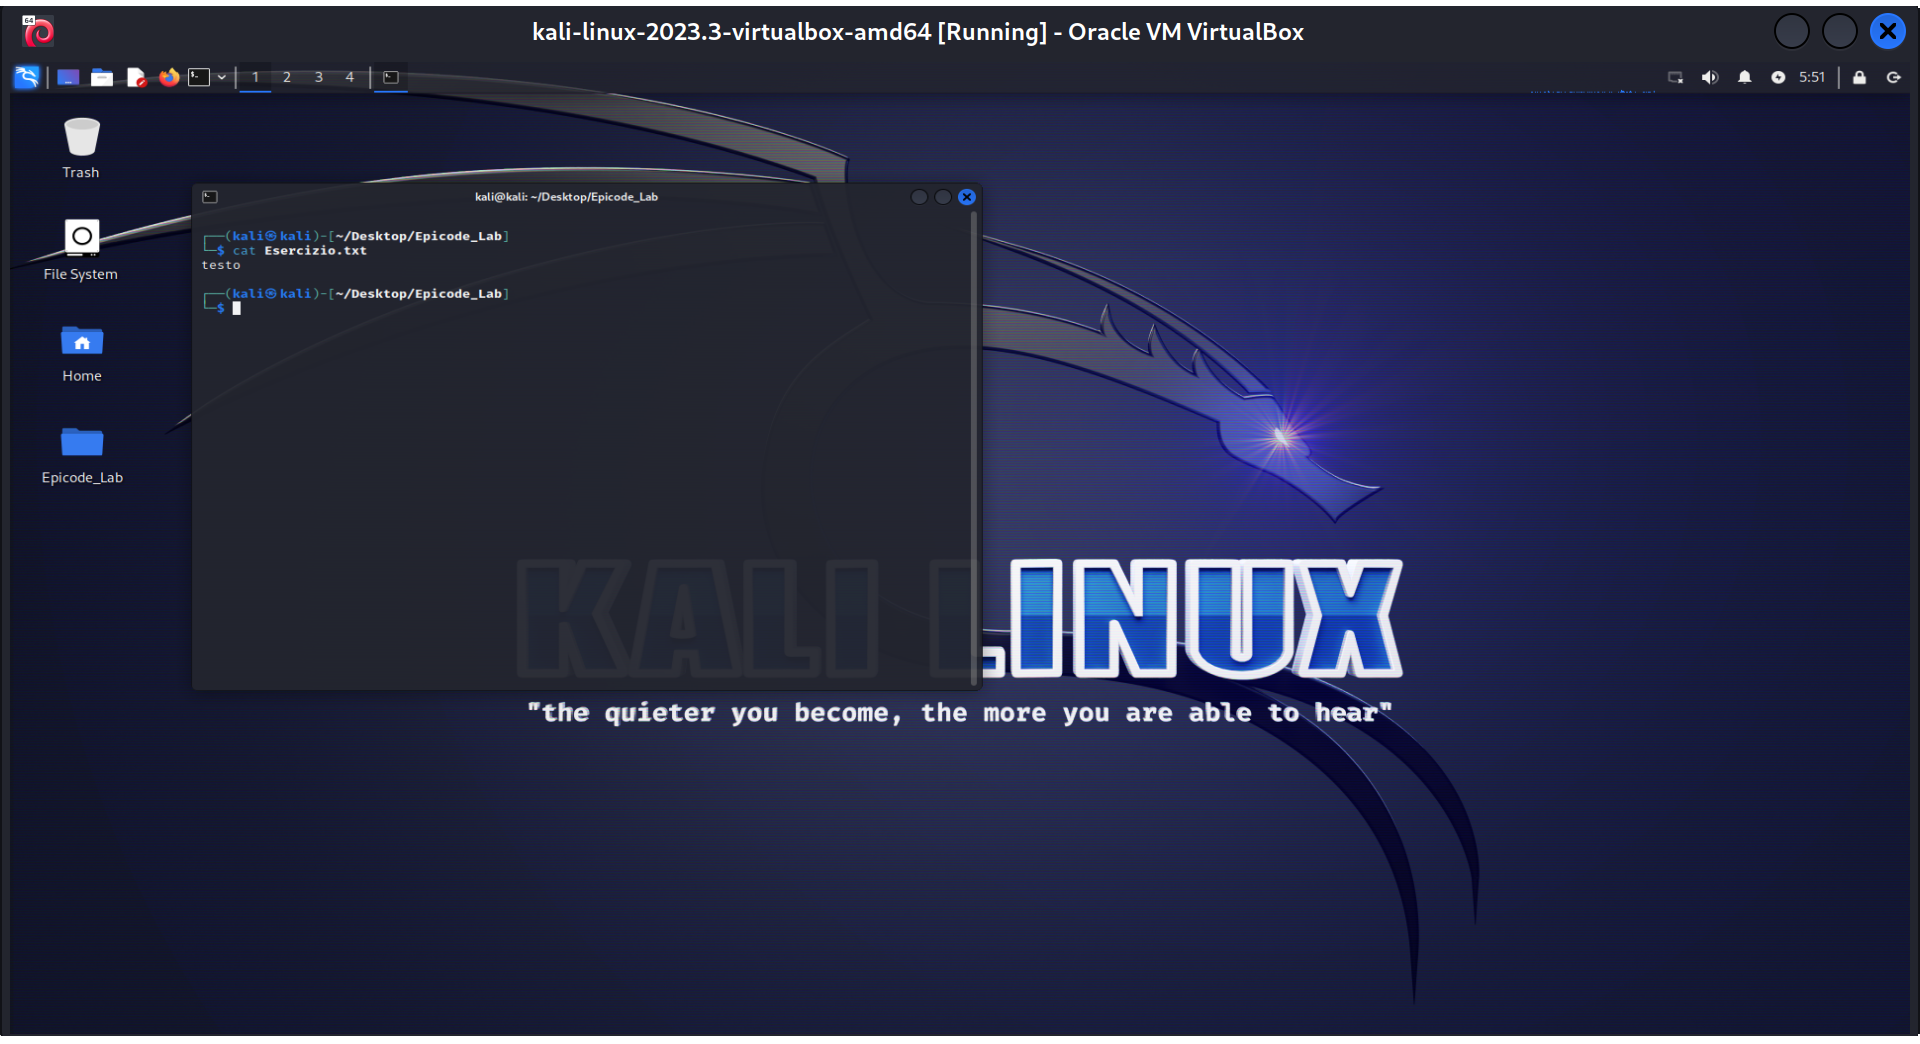 kali-linux-2023.3-virtualbox-amd64 [Running] - Oracle VM VirtualBox
64
1 2 3 4
5:51
Trash
File System
Home
Epicode_Lab
kali@kali: ~/Desktop/Epicode_Lab
┌──(kali㉿kali)-[~/Desktop/Epicode_Lab]
└─$ cat Esercizio.txt
testo
┌──(kali㉿kali)-[~/Desktop/Epicode_Lab]
└─$
KALI LINUX
"the quieter you become, the more you are able to hear"